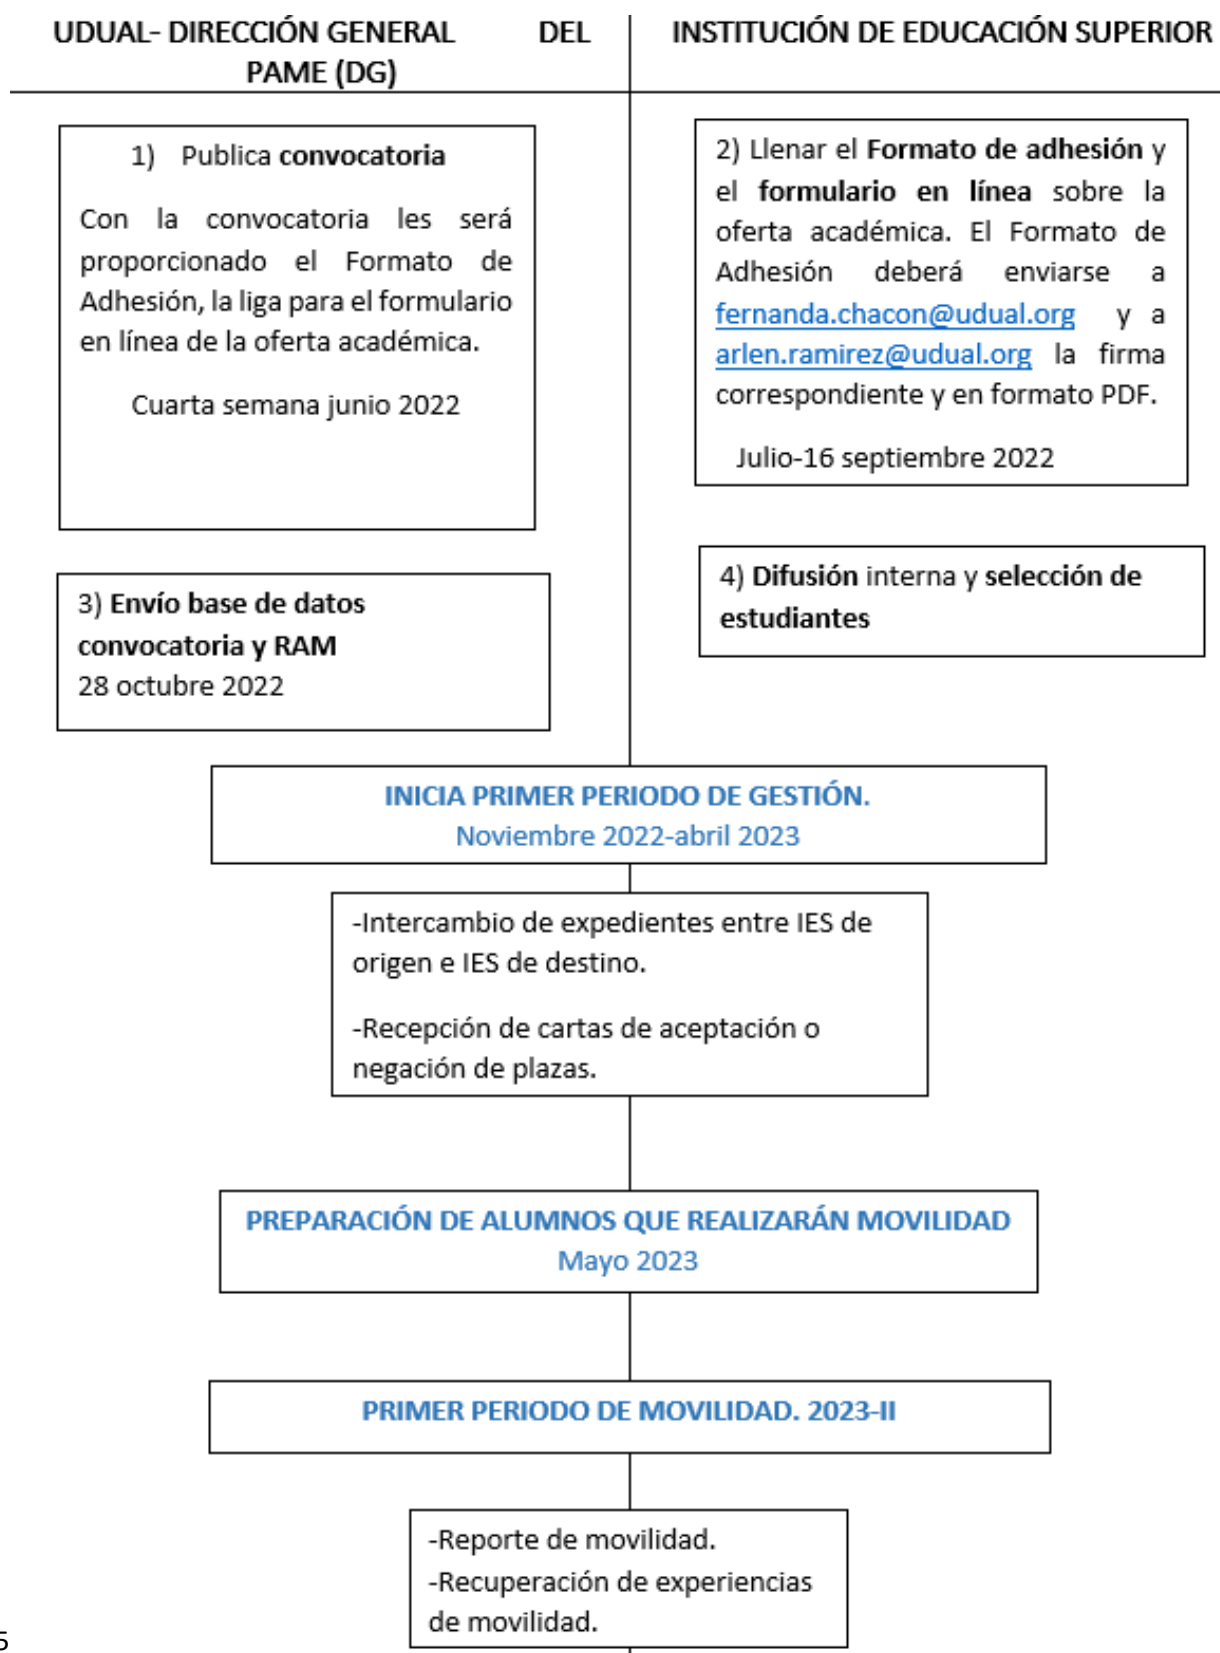 UDUAL- DIRECCIÓN GENERAL DEL
PAME (DG)
INSTITUCIÓN DE EDUCACIÓN SUPERIOR
1) Publica convocatoria
Con la convocatoria les será
proporcionado el Formato de
Adhesión, la liga para el formulario
en línea de la oferta académica.
Cuarta semana junio 2022
2) Llenar el Formato de adhesión y
el formulario en línea sobre la
oferta académica. El Formato de
Adhesión deberá enviarse a
fernanda.chacon@udual.org y a
arlen.ramirez@udual.org la firma
correspondiente y en formato PDF.
Julio-16 septiembre 2022
3) Envío base de datos
convocatoria y RAM
28 octubre 2022
4) Difusión interna y selección de
estudiantes
INICIA PRIMER PERIODO DE GESTIÓN.
Noviembre 2022-abril 2023
-Intercambio de expedientes entre IES de
origen e IES de destino.
-Recepción de cartas de aceptación o
negación de plazas.
PREPARACIÓN DE ALUMNOS QUE REALIZARÁN MOVILIDAD
Mayo 2023
PRIMER PERIODO DE MOVILIDAD. 2023-II
-Reporte de movilidad.
-Recuperación de experiencias
de movilidad.
5